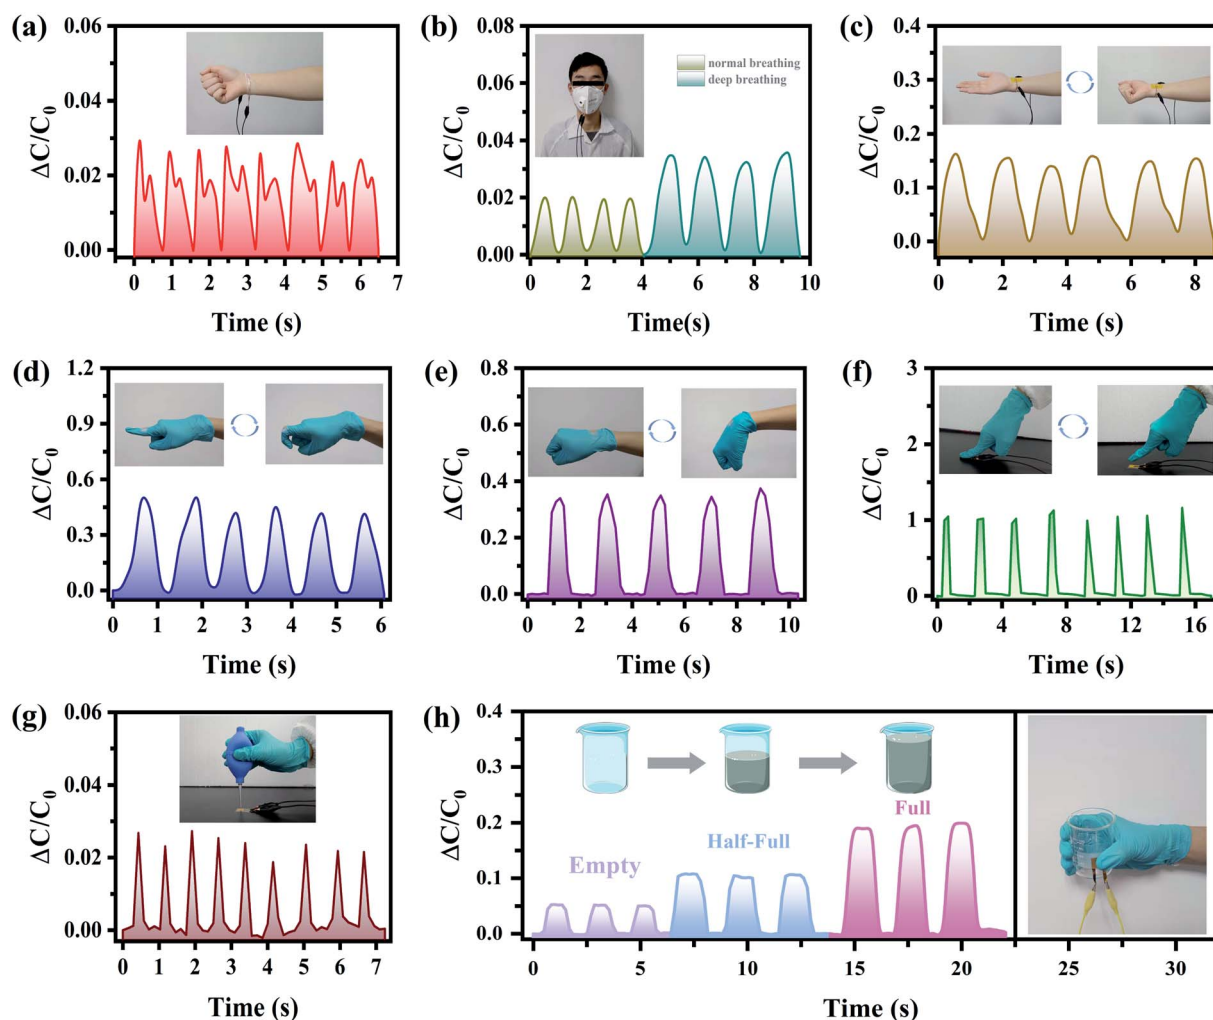 (a)
0.06
0.04
0.02
0.00
ΔC/C0
0 1 2 3 4 5 6 7
Time (s)
(b)
0.08
0.06
0.04
0.02
0.00
ΔC/C0
normal breathing
deep breathing
0 2 4 6 8 10
Time(s)
(c)
0.4
0.3
0.2
0.1
0.0
ΔC/C0
0 2 4 6 8
Time (s)
(d)
1.2
0.9
0.6
0.3
0.0
ΔC/C0
0 1 2 3 4 5 6
Time (s)
(e)
0.8
0.6
0.4
0.2
0.0
ΔC/C0
0 2 4 6 8 10
Time (s)
(f)
3
2
1
0
ΔC/C0
0 4 8 12 16
Time (s)
(g)
0.06
0.04
0.02
0.00
ΔC/C0
0 1 2 3 4 5 6 7
Time (s)
(h)
0.4
0.3
0.2
0.1
0.0
ΔC/C0
Empty
Half-Full
Full
0 5 10 15 20 25 30
Time (s)